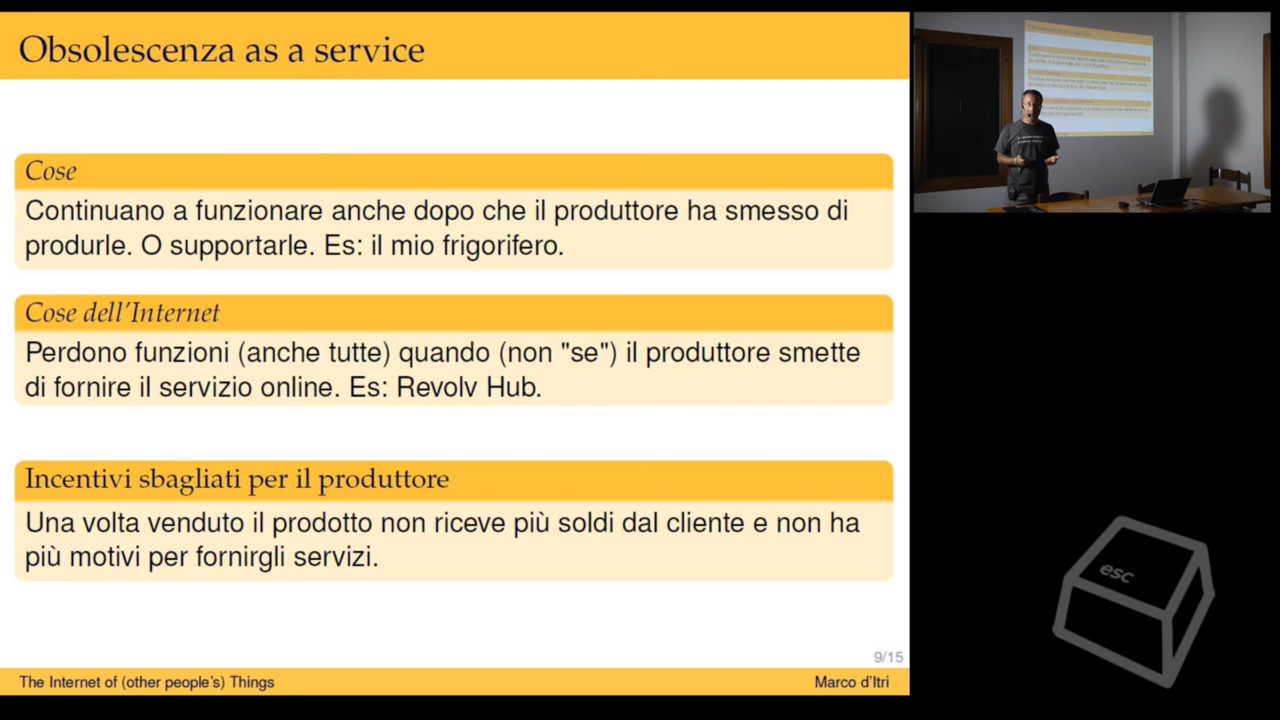 Obsolescenza as a service
Cose
Continuano a funzionare anche dopo che il produttore ha smesso di
produrle. O supportarle. Es: il mio frigorifero.
Cose dell'Internet
Perdono funzioni (anche tutte) quando (non "se") il produttore smette
di fornire il servizio online. Es: Revolv Hub.
Incentivi sbagliati per il produttore
Una volta venduto il prodotto non riceve più soldi dal cliente e non ha
più motivi per fornirgli servizi.
9/15
The Internet of (other people's) Things
Marco d'Itri
esc